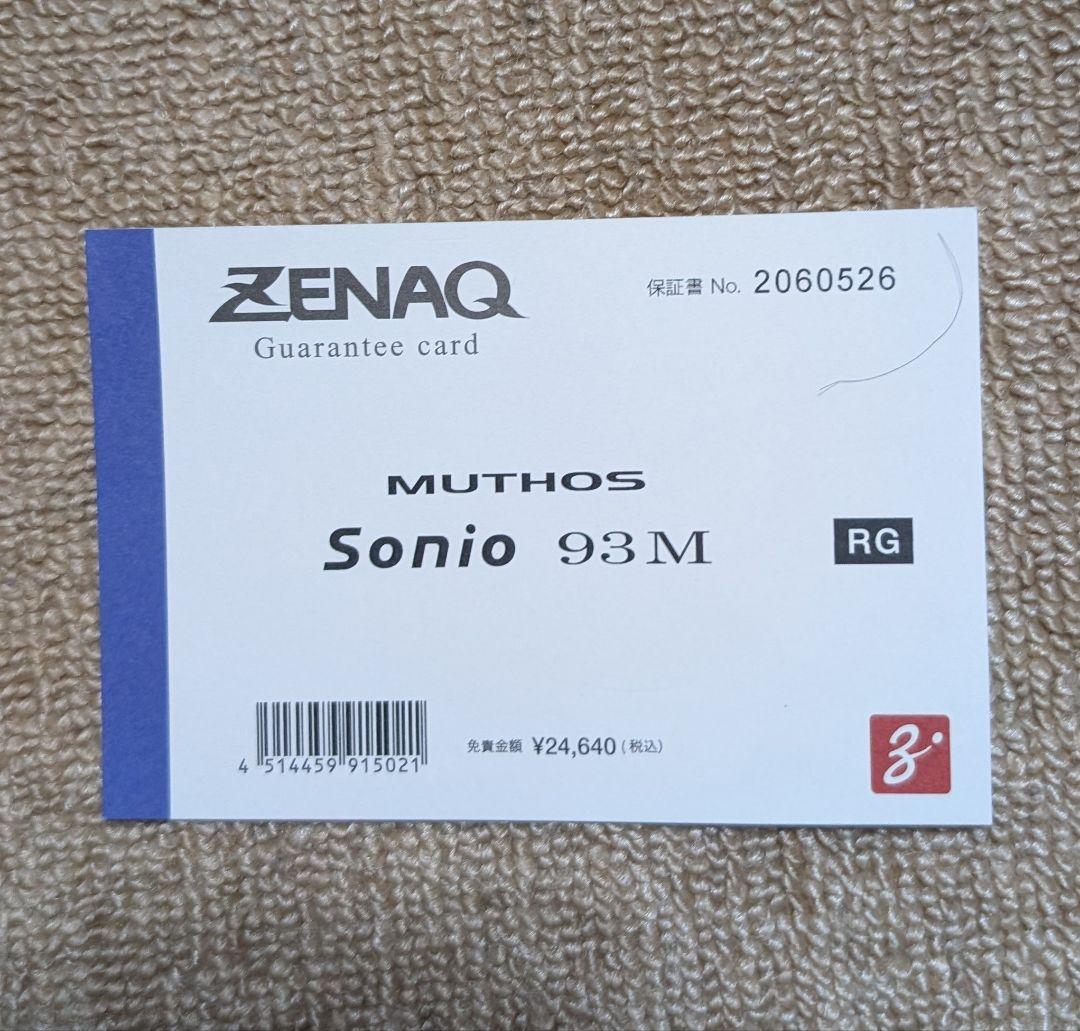 ZENAQ
Guarantee card
保証書 No. 2060526
MUTHOS
Sonio 93M
RG
4 514459 915021
免責金額 ¥24,640(税込)
z